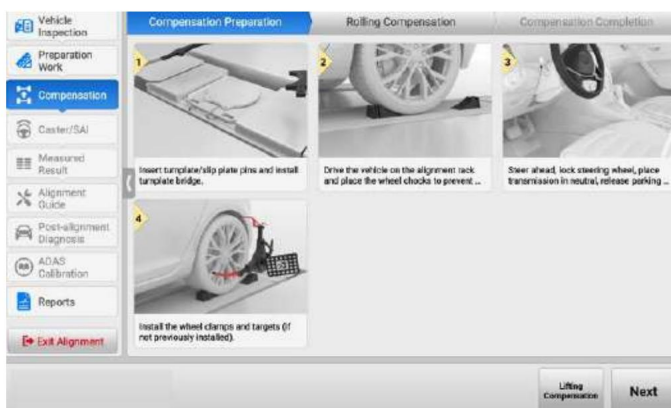 Vehicle
Inspection
Compensation Preparation
Rolling Compensation
Compensation Completion
Preparation
Work
Compensation
Caster/SAI
Measured
Result
Alignment
Guide
Post-alignment
Diagnosis
ADAS
Calibration
Reports
Exit Alignment
1
Insert turnplate/slip plate pins and install
turnplate bridge.
2
Drive the vehicle on the alignment rack
and place the wheel chocks to prevent ...
3
Steer ahead, lock steering wheel, place
transmission in neutral, release parking ...
4
Install the wheel clamps and targets (if
not previously installed).
Lifting
Compensation
Next